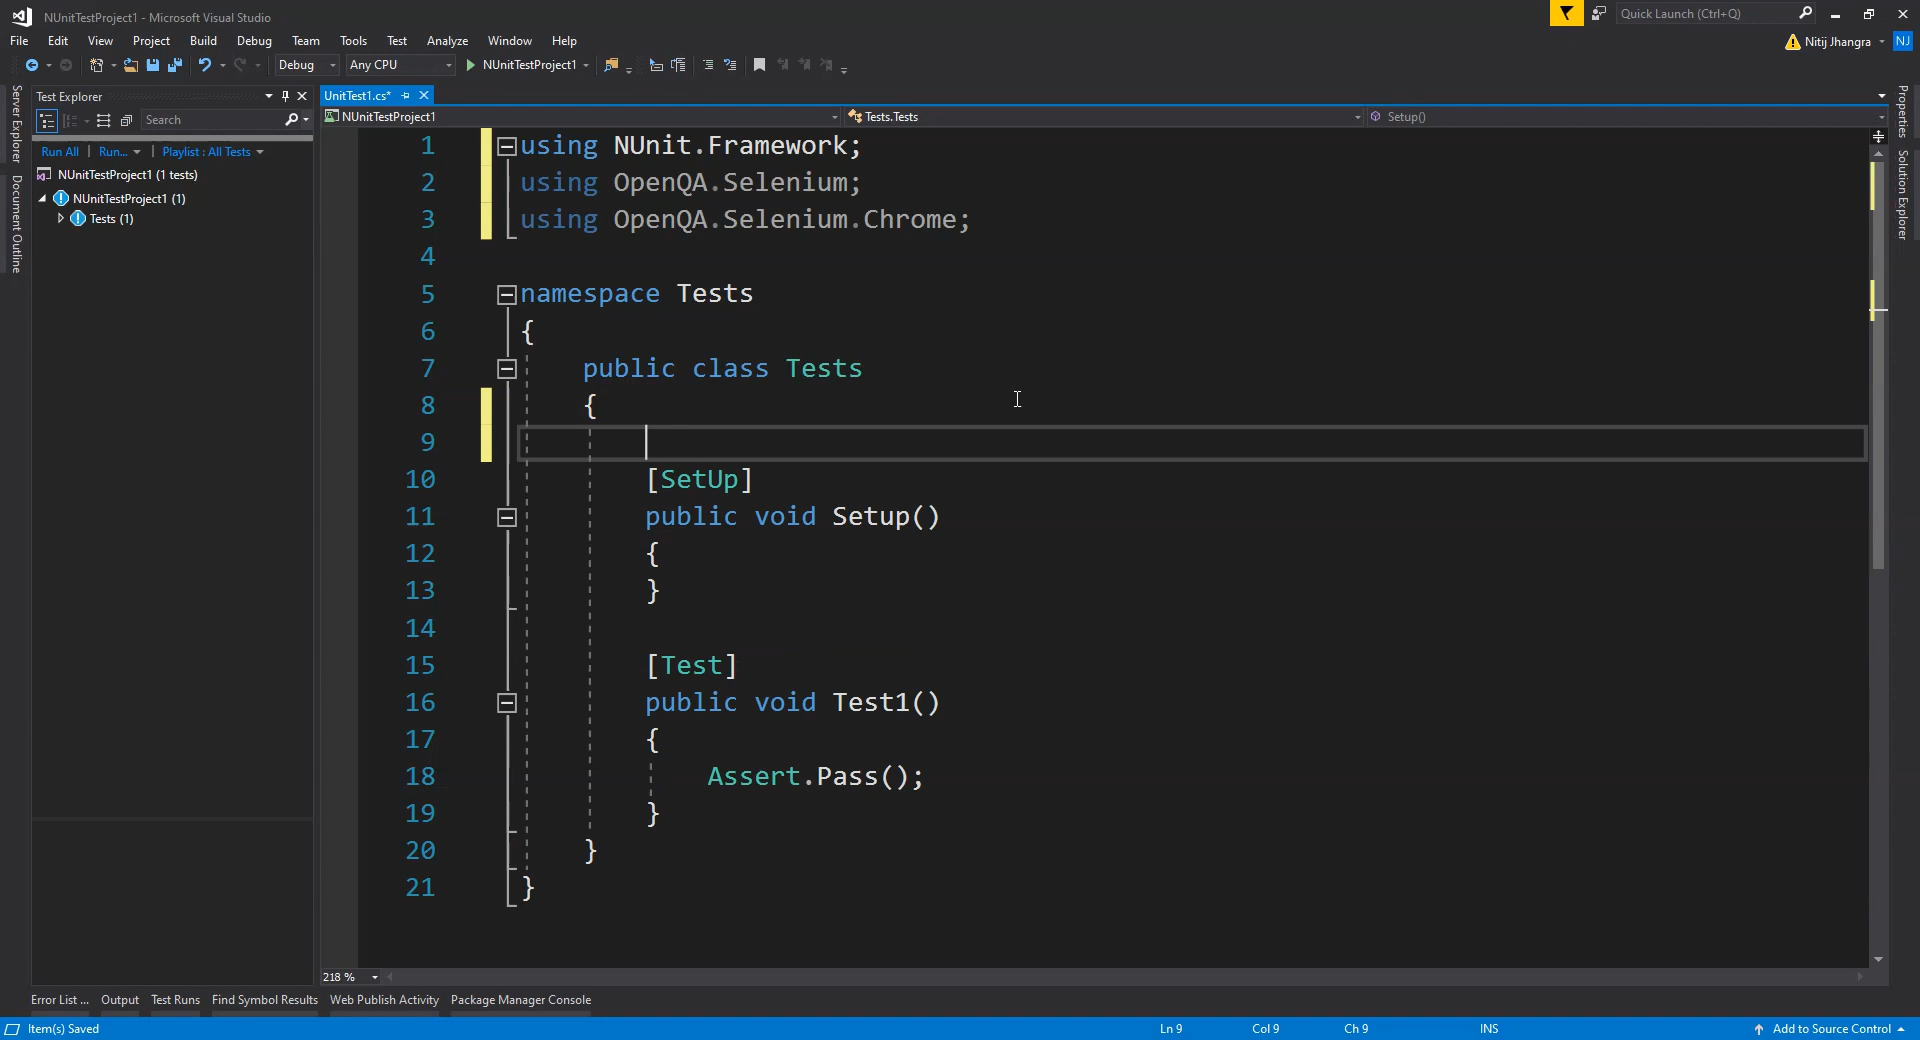 NUnitTestProject1 - Microsoft Visual Studio
Quick Launch (Ctrl+Q)
File Edit View Project Build Debug Team Tools Test Analyze Window Help
Nitij Jhangra NJ
Debug Any CPU NUnitTestProject1
Server Explorer
Document Outline
Test Explorer
Search
Run All Run... Playlist : All Tests
NUnitTestProject1 (1 tests)
NUnitTestProject1 (1)
Tests (1)
UnitTest1.cs*
NUnitTestProject1 Tests.Tests Setup()
1 using NUnit.Framework;
2 using OpenQA.Selenium;
3 using OpenQA.Selenium.Chrome;
4
5 namespace Tests
6 {
7 public class Tests
8 {
9
10 [SetUp]
11 public void Setup()
12 {
13 }
14
15 [Test]
16 public void Test1()
17 {
18 Assert.Pass();
19 }
20 }
21 }
Properties
Solution Explorer
218 %
Error List ... Output Test Runs Find Symbol Results Web Publish Activity Package Manager Console
Item(s) Saved Ln 9 Col 9 Ch 9 INS Add to Source Control